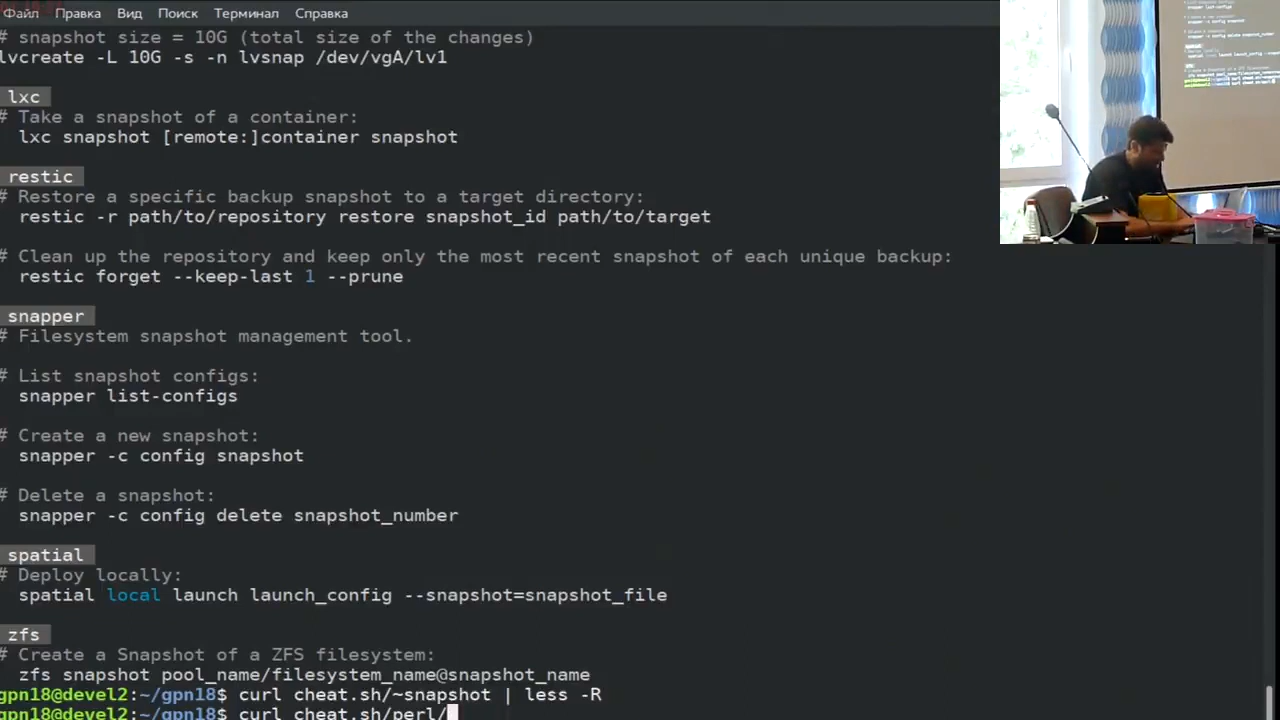 Файл Правка Вид Поиск Терминал Справка
# snapshot size = 10G (total size of the changes)
lvcreate -L 10G -s -n lvsnap /dev/vgA/lv1
lxc
# Take a snapshot of a container:
lxc snapshot [remote:]container snapshot
restic
# Restore a specific backup snapshot to a target directory:
restic -r path/to/repository restore snapshot_id path/to/target
# Clean up the repository and keep only the most recent snapshot of each unique backup:
restic forget --keep-last 1 --prune
snapper
# Filesystem snapshot management tool.
# List snapshot configs:
snapper list-configs
# Create a new snapshot:
snapper -c config snapshot
# Delete a snapshot:
snapper -c config delete snapshot_number
spatial
# Deploy locally:
spatial local launch launch_config --snapshot=snapshot_file
zfs
# Create a Snapshot of a ZFS filesystem:
zfs snapshot pool_name/filesystem_name@snapshot_name
gpn18@devel2:~/gpn18$ curl cheat.sh/~snapshot | less -R
gpn18@devel2:~/gpn18$ curl cheat.sh/perl/